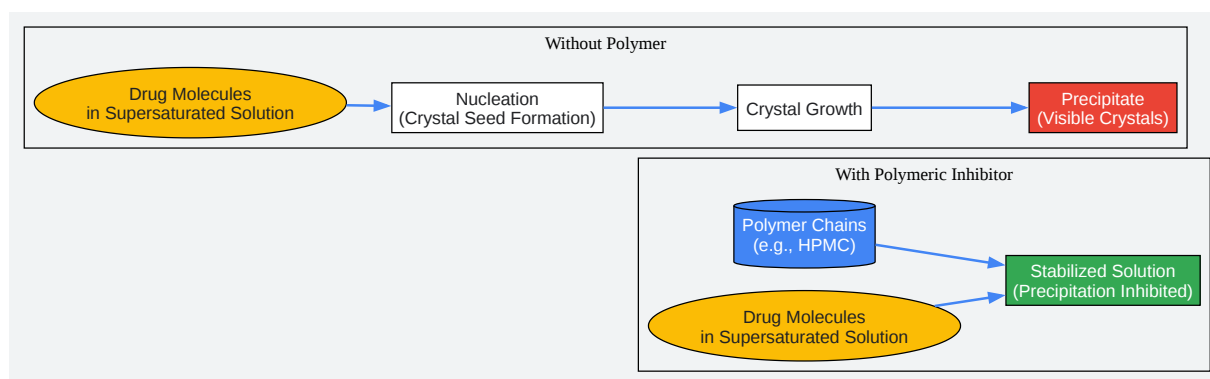 Without Polymer
Drug Molecules
in Supersaturated Solution
Nucleation
(Crystal Seed Formation)
Crystal Growth
Precipitate
(Visible Crystals)
With Polymeric Inhibitor
Polymer Chains
(e.g., HPMC)
Drug Molecules
in Supersaturated Solution
Stabilized Solution
(Precipitation Inhibited)